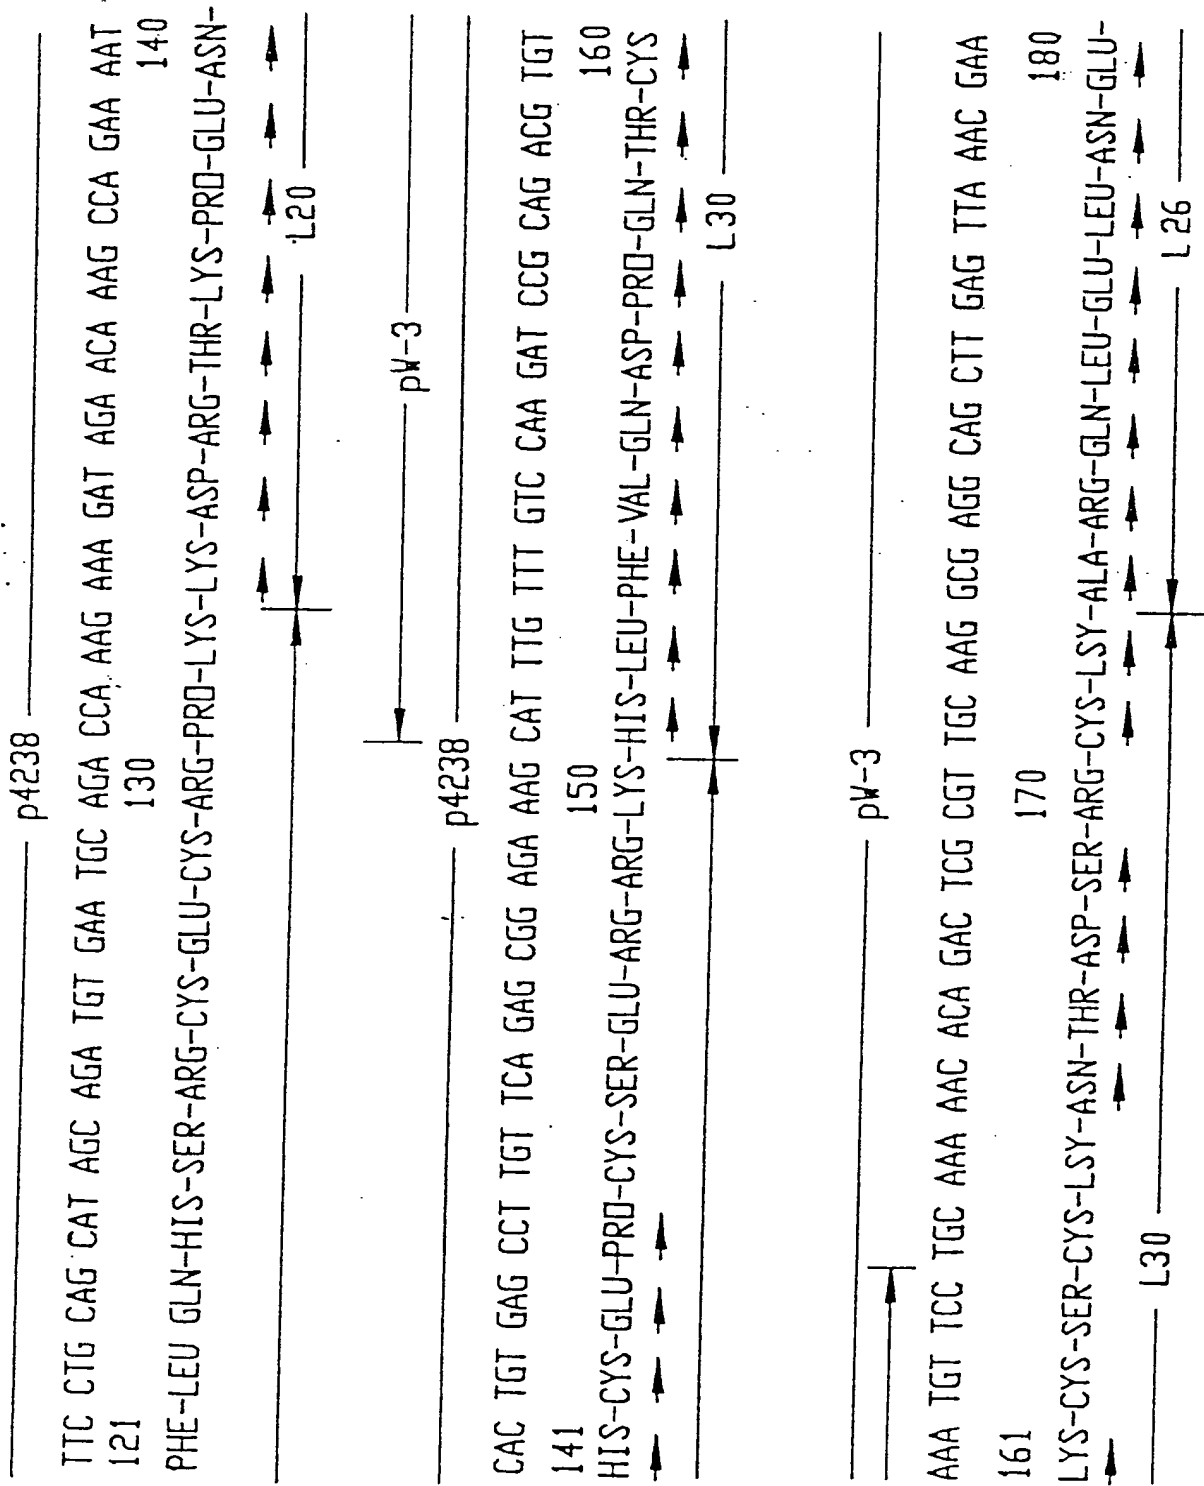 p4238
TTC CTG CAG CAT AGC AGA TGT GAA TGC AGA CCA AAG AAA GAT AGA ACA AAG CCA GAA AAT
121 130 140
PHE-LEU GLN-HIS-SER-ARG-CYS-GLU-CYS-ARG-PRO-LYS-LYS-ASP-ARG-THR-LYS-PRO-GLU-ASN-
L20
pW-3
p4238
CAC TGT GAG CCT TGT TCA GAG CGG AGA AAG CAT TTG TTT GTC CAA GAT CCG CAG ACG TGT
141 150 160
HIS-CYS-GLU-PRO-CYS-SER-GLU-ARG-ARG-LYS-HIS-LEU-PHE-VAL-GLN-ASP-PRO-GLN-THR-CYS
L30
pW-3
AAA TGT TCC TGC AAA AAC ACA GAC TCG CGT TGC AAG GCG AGG CAG CTT GAG TTA AAC GAA
161 170 180
LYS-CYS-SER-CYS-LSY-ASN-THR-ASP-SER-ARG-CYS-LSY-ALA-ARG-GLN-LEU-GLU-LEU-ASN-GLU-
L30 L26